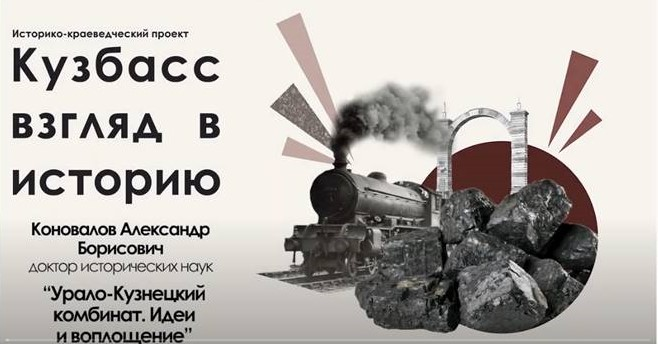 Историко-краеведческий проект
Кузбасс
взгляд в
историю
Коновалов Александр
Борисович
доктор исторических наук
“Урало-Кузнецкий
комбинат. Идеи
и воплощение”